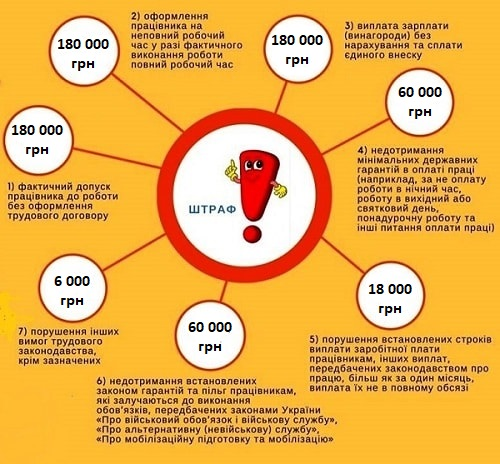 180 000
грн
1) фактичний допуск
працівника до роботи
без оформлення
трудового договору
180 000
грн
2) оформлення
працівника на
неповний робочий
час у разі фактичного
виконання роботи
повний робочий час
180 000
грн
3) виплата зарплати
(винагороди) без
нарахування та сплати
єдиного внеску
60 000
грн
4) недотримання
мінімальних державних
гарантій в оплаті праці
(наприклад, за не оплату
роботи в нічний час,
роботу в вихідний або
святковий день,
понадурочну роботу та
інші питання оплати праці)
ШТРАФ
18 000
грн
5) порушення встановлених строків
виплати заробітної плати
працівникам, інших виплат,
передбачених законодавством про
працю, більш як за один місяць,
виплата їх не в повному обсязі
60 000
грн
6) недотримання встановлених
законом гарантій та пільг працівникам,
які залучаються до виконання
обов'язків, передбачених законами України
«Про військовий обов'язок і військову службу»,
«Про альтернативну (невійськову) службу»,
«Про мобілізаційну підготовку та мобілізацію»
6 000
грн
7) порушення інших
вимог трудового
законодавства,
крім зазначених